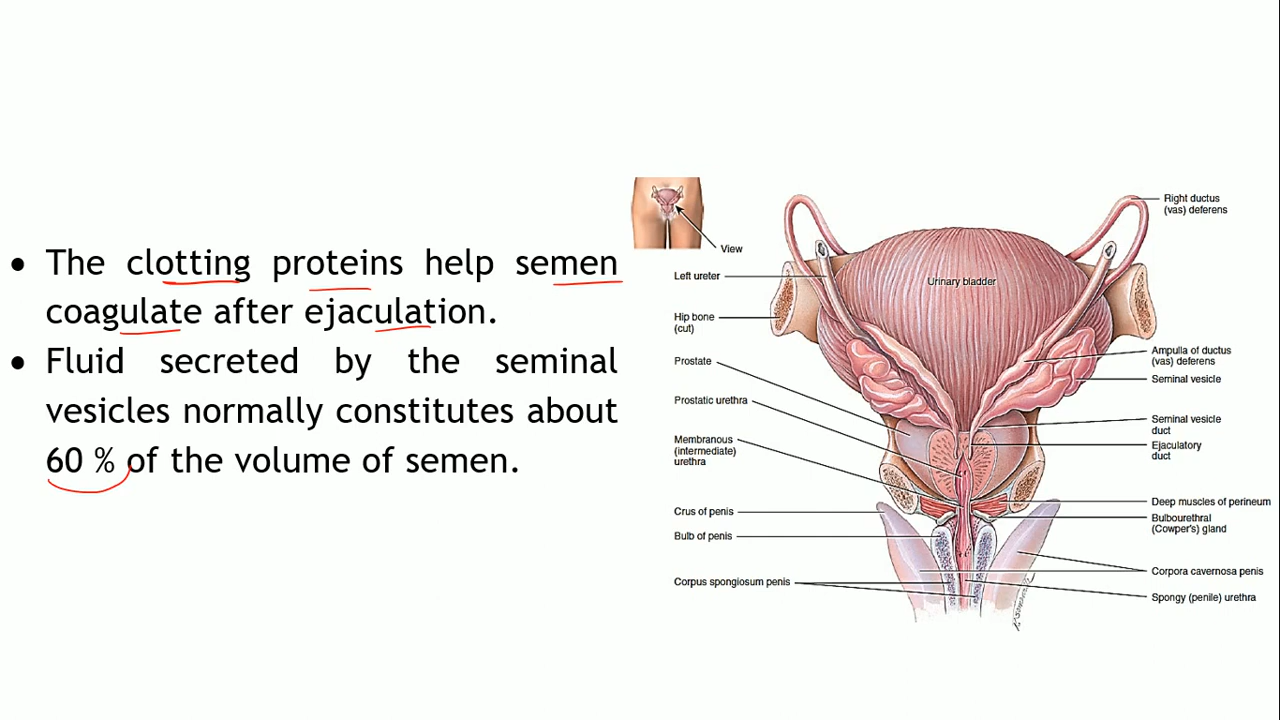 • The clotting proteins help semen
coagulate after ejaculation.
• Fluid secreted by the seminal
vesicles normally constitutes about
60 % of the volume of semen.
View
Left ureter
Hip bone
(cut)
Prostate
Prostatic urethra
Membranous
(intermediate)
urethra
Crus of penis
Bulb of penis
Corpus spongiosum penis
Urinary bladder
Right ductus
(vas) deferens
Ampulla of ductus
(vas) deferens
Seminal vesicle
Seminal vesicle
duct
Ejaculatory
duct
Deep muscles of perineum
Bulbourethral
(Cowper's) gland
Corpora cavernosa penis
Spongy (penile) urethra